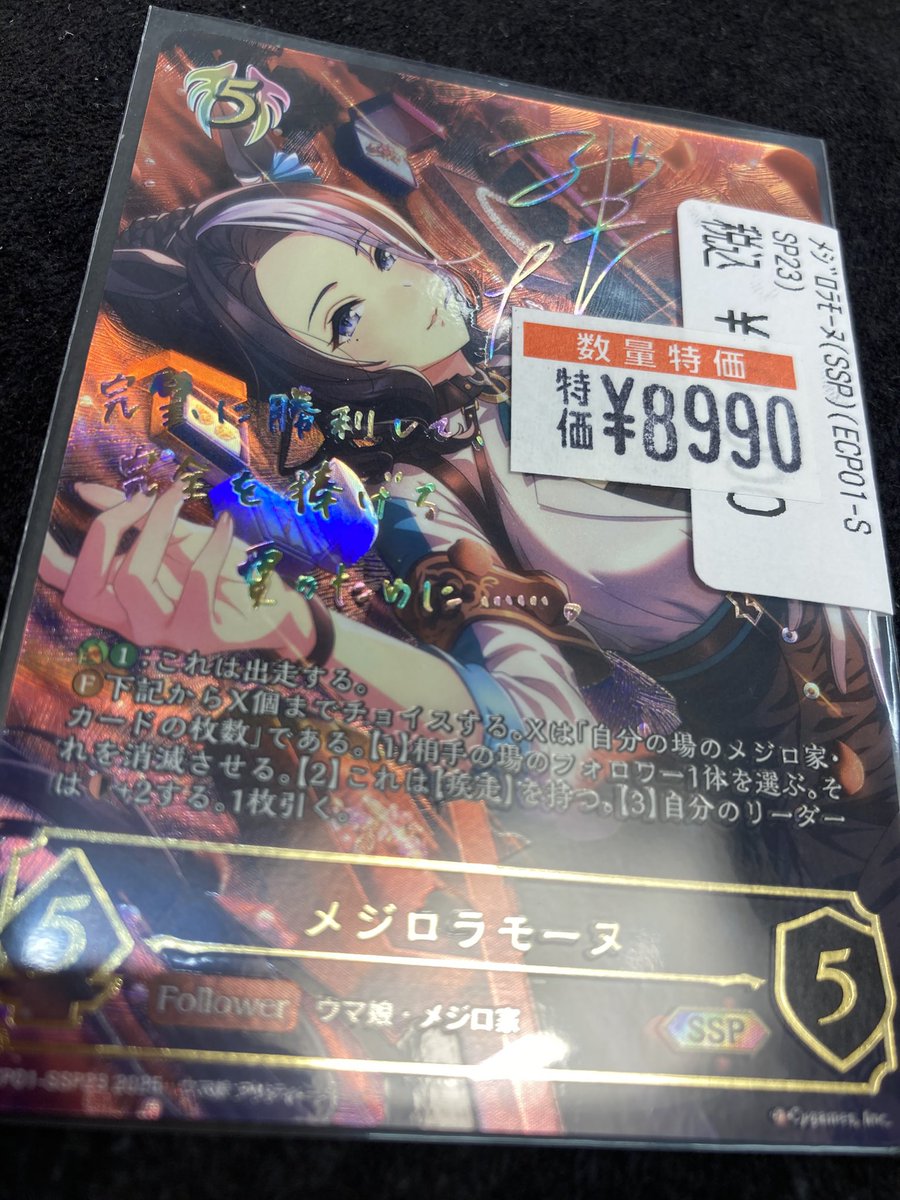 5
メジロラモーヌ(SSP)(ECP01-S
SP23)
税込
数量特価
特価
¥8990
完璧に勝利して、
完全を捧げる
愛のために……
1:これは出走する。
F 下記からX個までチョイスする。Xは「自分の場のメジロ家・
カードの枚数」である。【1】相手の場のフォロワー1体を選ぶ。そ
れを消滅させる。【2】これは【疾走】を持つ。【3】自分のリーダー
は+2する。1枚引く。
5
メジロラモーヌ
5
Follower
ウマ娘・メジロ家
SSP
P01-SSP23
©Cygames, Inc.